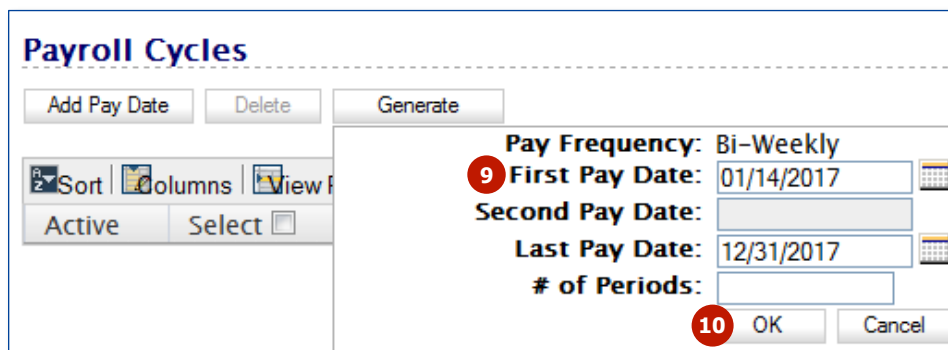 Payroll Cycles
Add Pay Date Delete Generate
Pay Frequency: Bi-Weekly
9 First Pay Date: 01/14/2017
Sort Columns View
Second Pay Date:
Active Select
Last Pay Date: 12/31/2017
# of Periods:
10 OK Cancel